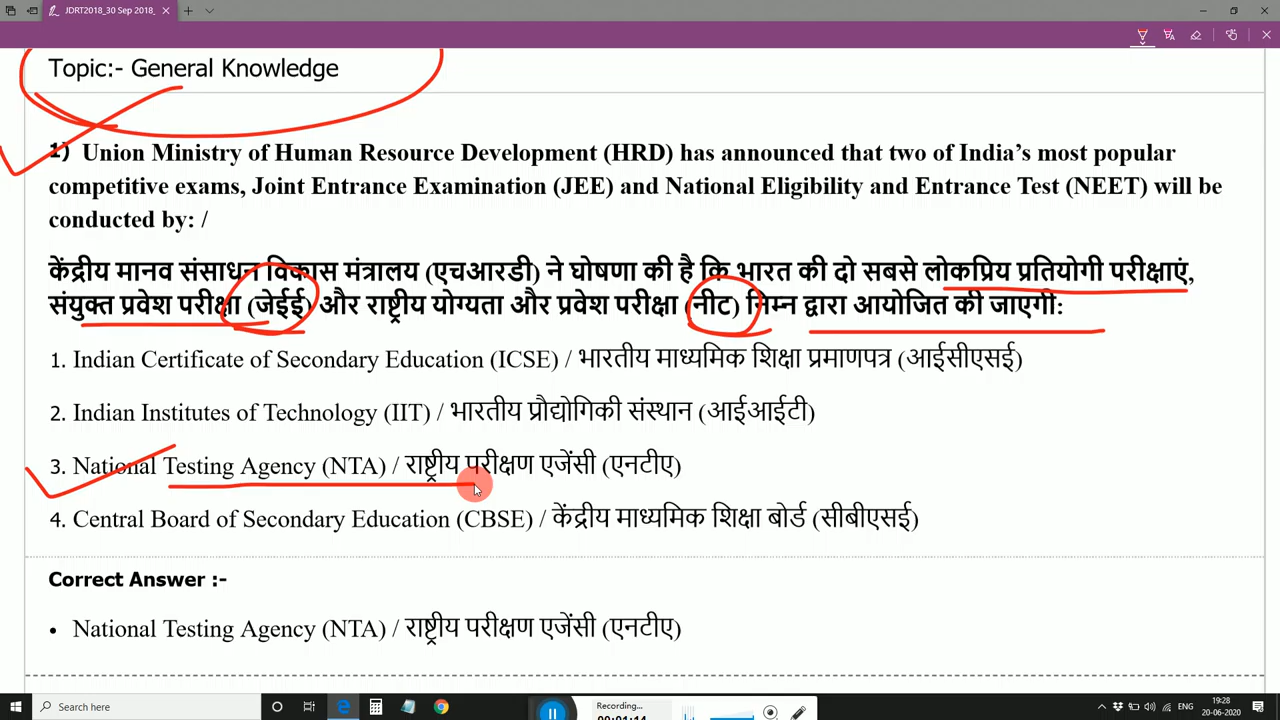 JDRT2018_30 Sep 2018_
Topic:- General Knowledge
1) Union Ministry of Human Resource Development (HRD) has announced that two of India's most popular
competitive exams, Joint Entrance Examination (JEE) and National Eligibility and Entrance Test (NEET) will be
conducted by: /
केंद्रीय मानव संसाधन विकास मंत्रालय (एचआरडी) ने घोषणा की है कि भारत की दो सबसे लोकप्रिय प्रतियोगी परीक्षाएं,
संयुक्त प्रवेश परीक्षा (जेईई) और राष्ट्रीय योग्यता और प्रवेश परीक्षा (नीट) निम्न द्वारा आयोजित की जाएगीं:
1. Indian Certificate of Secondary Education (ICSE) / भारतीय माध्यमिक शिक्षा प्रमाणपत्र (आईसीएसई)
2. Indian Institutes of Technology (IIT) / भारतीय प्रौद्योगिकी संस्थान (आईआईटी)
3. National Testing Agency (NTA) / राष्ट्रीय परीक्षण एजेंसी (एनटीए)
4. Central Board of Secondary Education (CBSE) / केंद्रीय माध्यमिक शिक्षा बोर्ड (सीबीएसई)
Correct Answer :-
• National Testing Agency (NTA) / राष्ट्रीय परीक्षण एजेंसी (एनटीए)
Search here
Recording...
00:01:14
ENG
19:28
20-06-2020